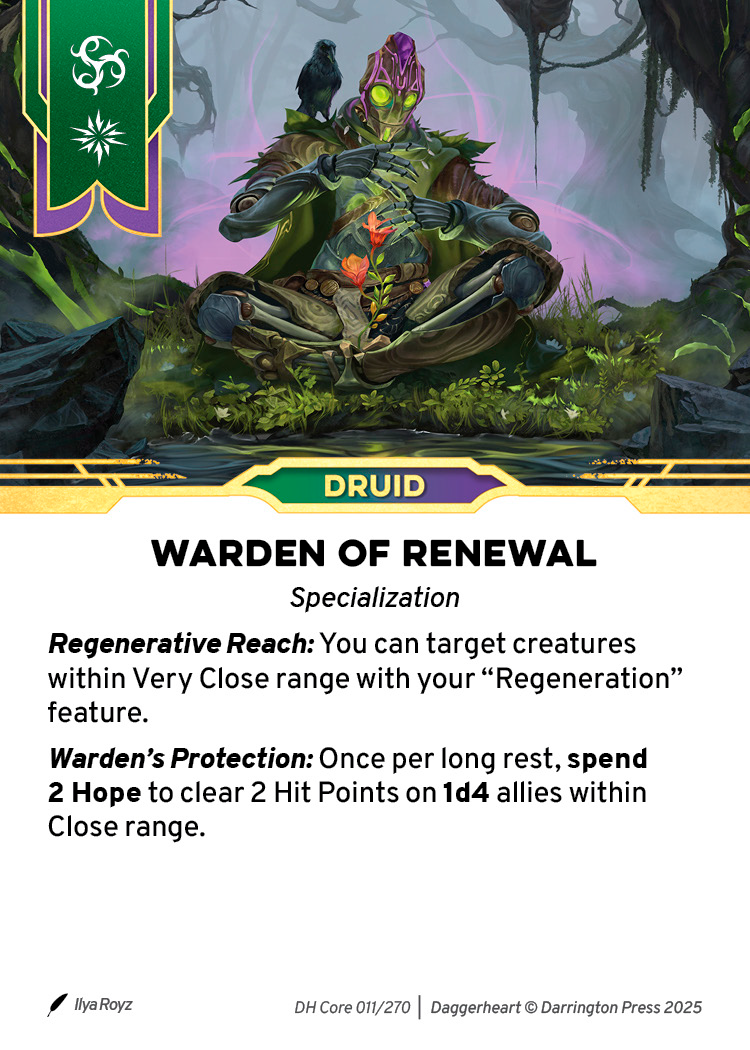 DRUID
WARDEN OF RENEWAL
Specialization
Regenerative Reach: You can target creatures
within Very Close range with your “Regeneration”
feature.
Warden’s Protection: Once per long rest, spend
2 Hope to clear 2 Hit Points on 1d4 allies within
Close range.
Ilya Royz
DH Core 011/270 | Daggerheart © Darrington Press 2025